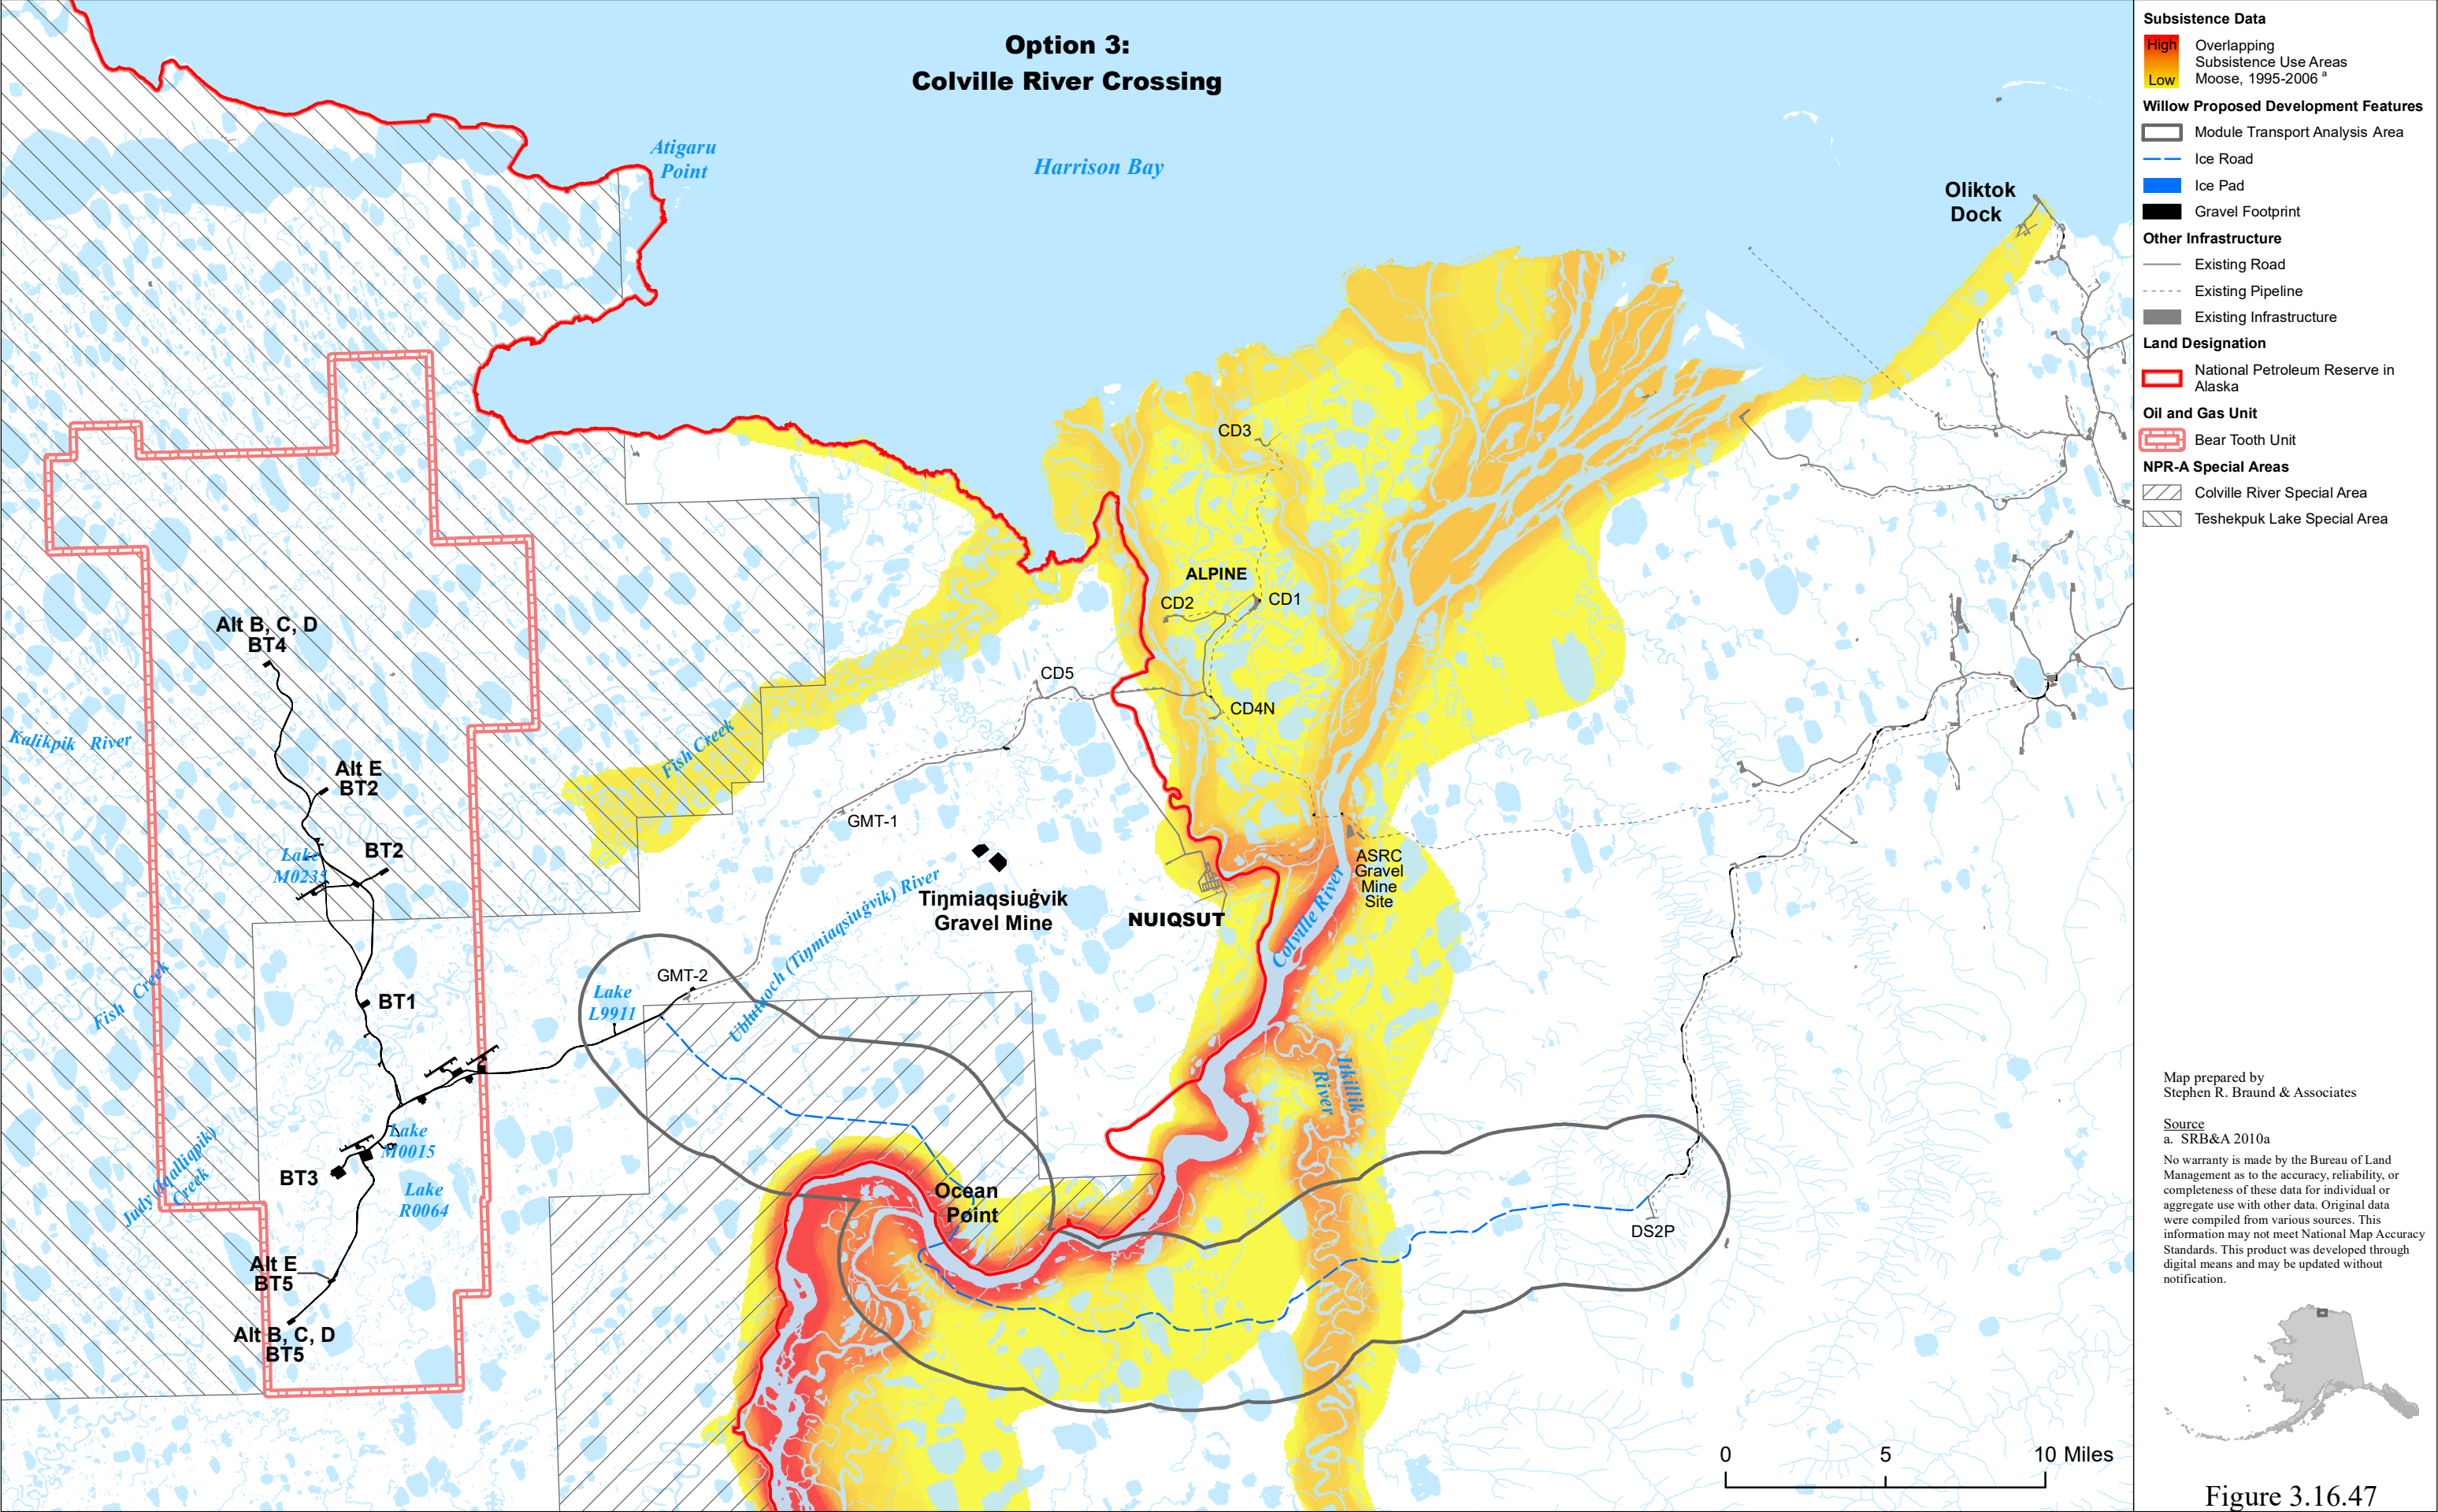 Option 3:
Colville River Crossing
Atigaru
Point
Harrison Bay
Oliktok
Dock
CD3
ALPINE
CD2
CD1
CD5
CD4N
Alt B, C, D
BT4
Kalikpik River
Fish Creek
Alt E
BT2
GMT-1
Lake
M0235
BT2
Tiŋmiaqsiuġvik
Gravel Mine
Ublutuoch (Tiŋmiaqsiuġvik) River
NUIQSUT
ASRC
Gravel
Mine
Site
Colville River
GMT-2
Lake
L9911
Fish Creek
BT1
Itkillik
River
Lake
M0015
BT3
Judy (Iqalliqpik)
Creek
Lake
R0064
Ocean
Point
DS2P
Alt E
BT5
Alt B, C, D
BT5
0 5 10 Miles
Subsistence Data
High
Low
Overlapping
Subsistence Use Areas
Moose, 1995-2006 a
Willow Proposed Development Features
Module Transport Analysis Area
Ice Road
Ice Pad
Gravel Footprint
Other Infrastructure
Existing Road
Existing Pipeline
Existing Infrastructure
Land Designation
National Petroleum Reserve in
Alaska
Oil and Gas Unit
Bear Tooth Unit
NPR-A Special Areas
Colville River Special Area
Teshekpuk Lake Special Area
Map prepared by
Stephen R. Braund & Associates
Source
a. SRB&A 2010a
No warranty is made by the Bureau of Land
Management as to the accuracy, reliability, or
completeness of these data for individual or
aggregate use with other data. Original data
were compiled from various sources. This
information may not meet National Map Accuracy
Standards. This product was developed through
digital means and may be updated without
notification.
Figure 3.16.47